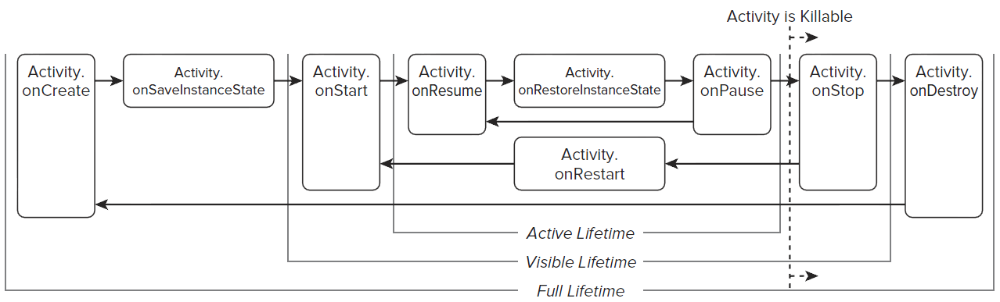 Activity is Killable
Activity.
onCreate
Activity.
onSaveInstanceState
Activity.
onStart
Activity.
onResume
Activity.
onRestoreInstanceState
Activity.
onPause
Activity.
onStop
Activity.
onDestroy
Activity.
onRestart
Active Lifetime
Visible Lifetime
Full Lifetime